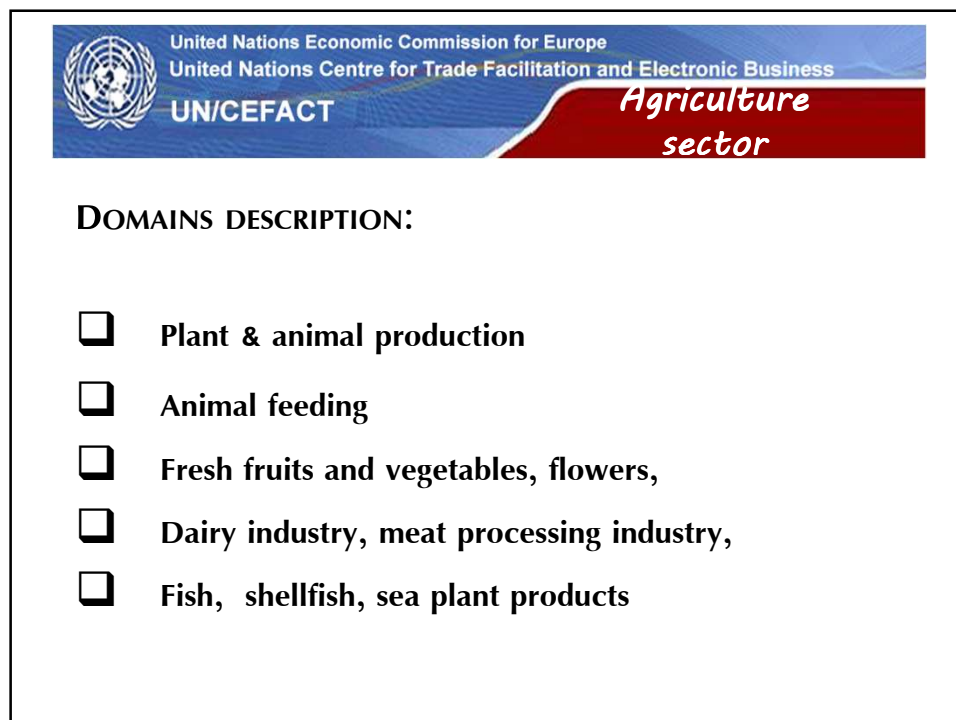 United Nations Economic Commission for Europe
United Nations Centre for Trade Facilitation and Electronic Business
UN/CEFACT
Agriculture
sector
DOMAINS DESCRIPTION:
Plant & animal production
Animal feeding
Fresh fruits and vegetables, flowers,
Dairy industry, meat processing industry,
Fish,  shellfish, sea plant products